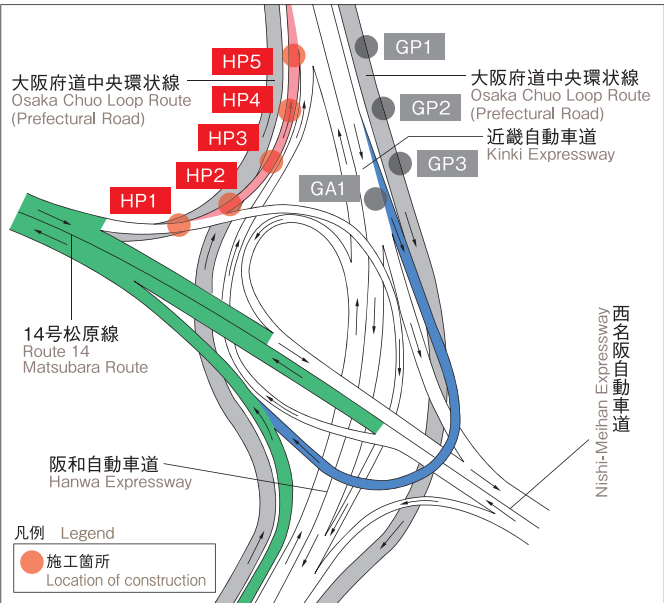 HP5
GP1
大阪府道中央環状線
Osaka Chuo Loop Route
(Prefectural Road)
HP4
大阪府道中央環状線
Osaka Chuo Loop Route
(Prefectural Road)
GP2
HP3
近畿自動車道
Kinki Expressway
GP3
HP2
HP1
GA1
14号松原線
Route 14
Matsubara Route
西名阪自動車道
Nishi-Meihan Expressway
阪和自動車道
Hanwa Expressway
凡例 Legend
施工箇所
Location of construction